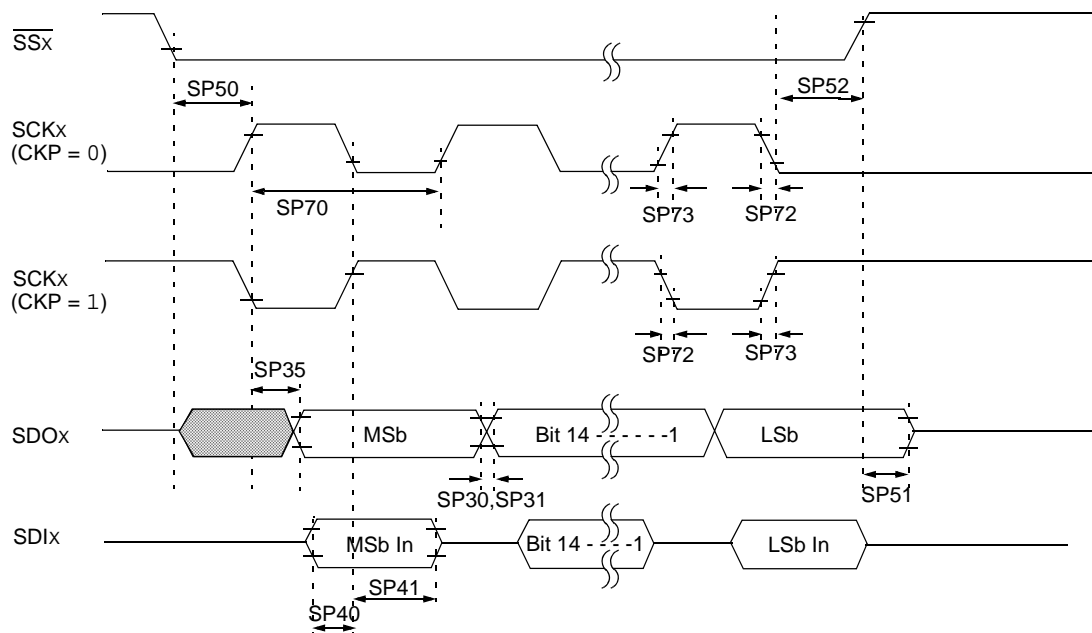 SSx
SP50
SP52
SCKx
(CKP = 0)
SP70
SP73
SP72
SCKx
(CKP = 1)
SP72
SP73
SP35
SDOx
MSb
Bit 14 - - - - - -1
LSb
SP30,SP31
SP51
SDIx
MSb In
Bit 14 - - - -1
LSb In
SP41
SP40